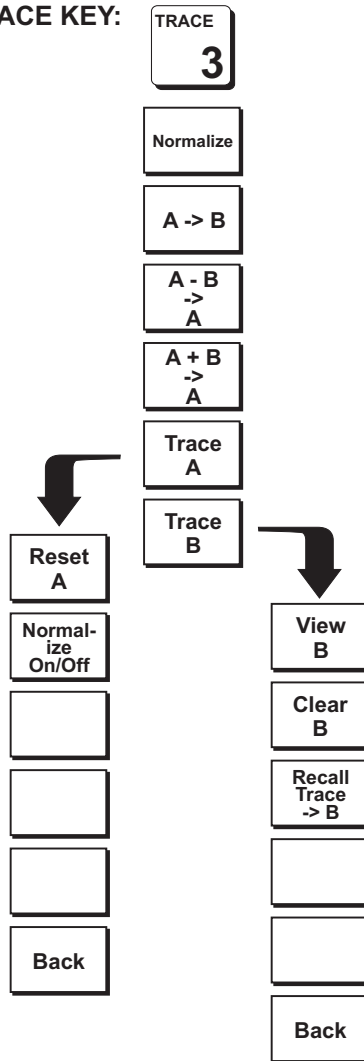 ACE KEY:
TRACE
3
Normalize
A -> B
A - B
->
A
A + B
->
A
Trace
A
Trace
B
Reset
A
Normal-
ize
On/Off
Back
View
B
Clear
B
Recall
Trace
-> B
Back